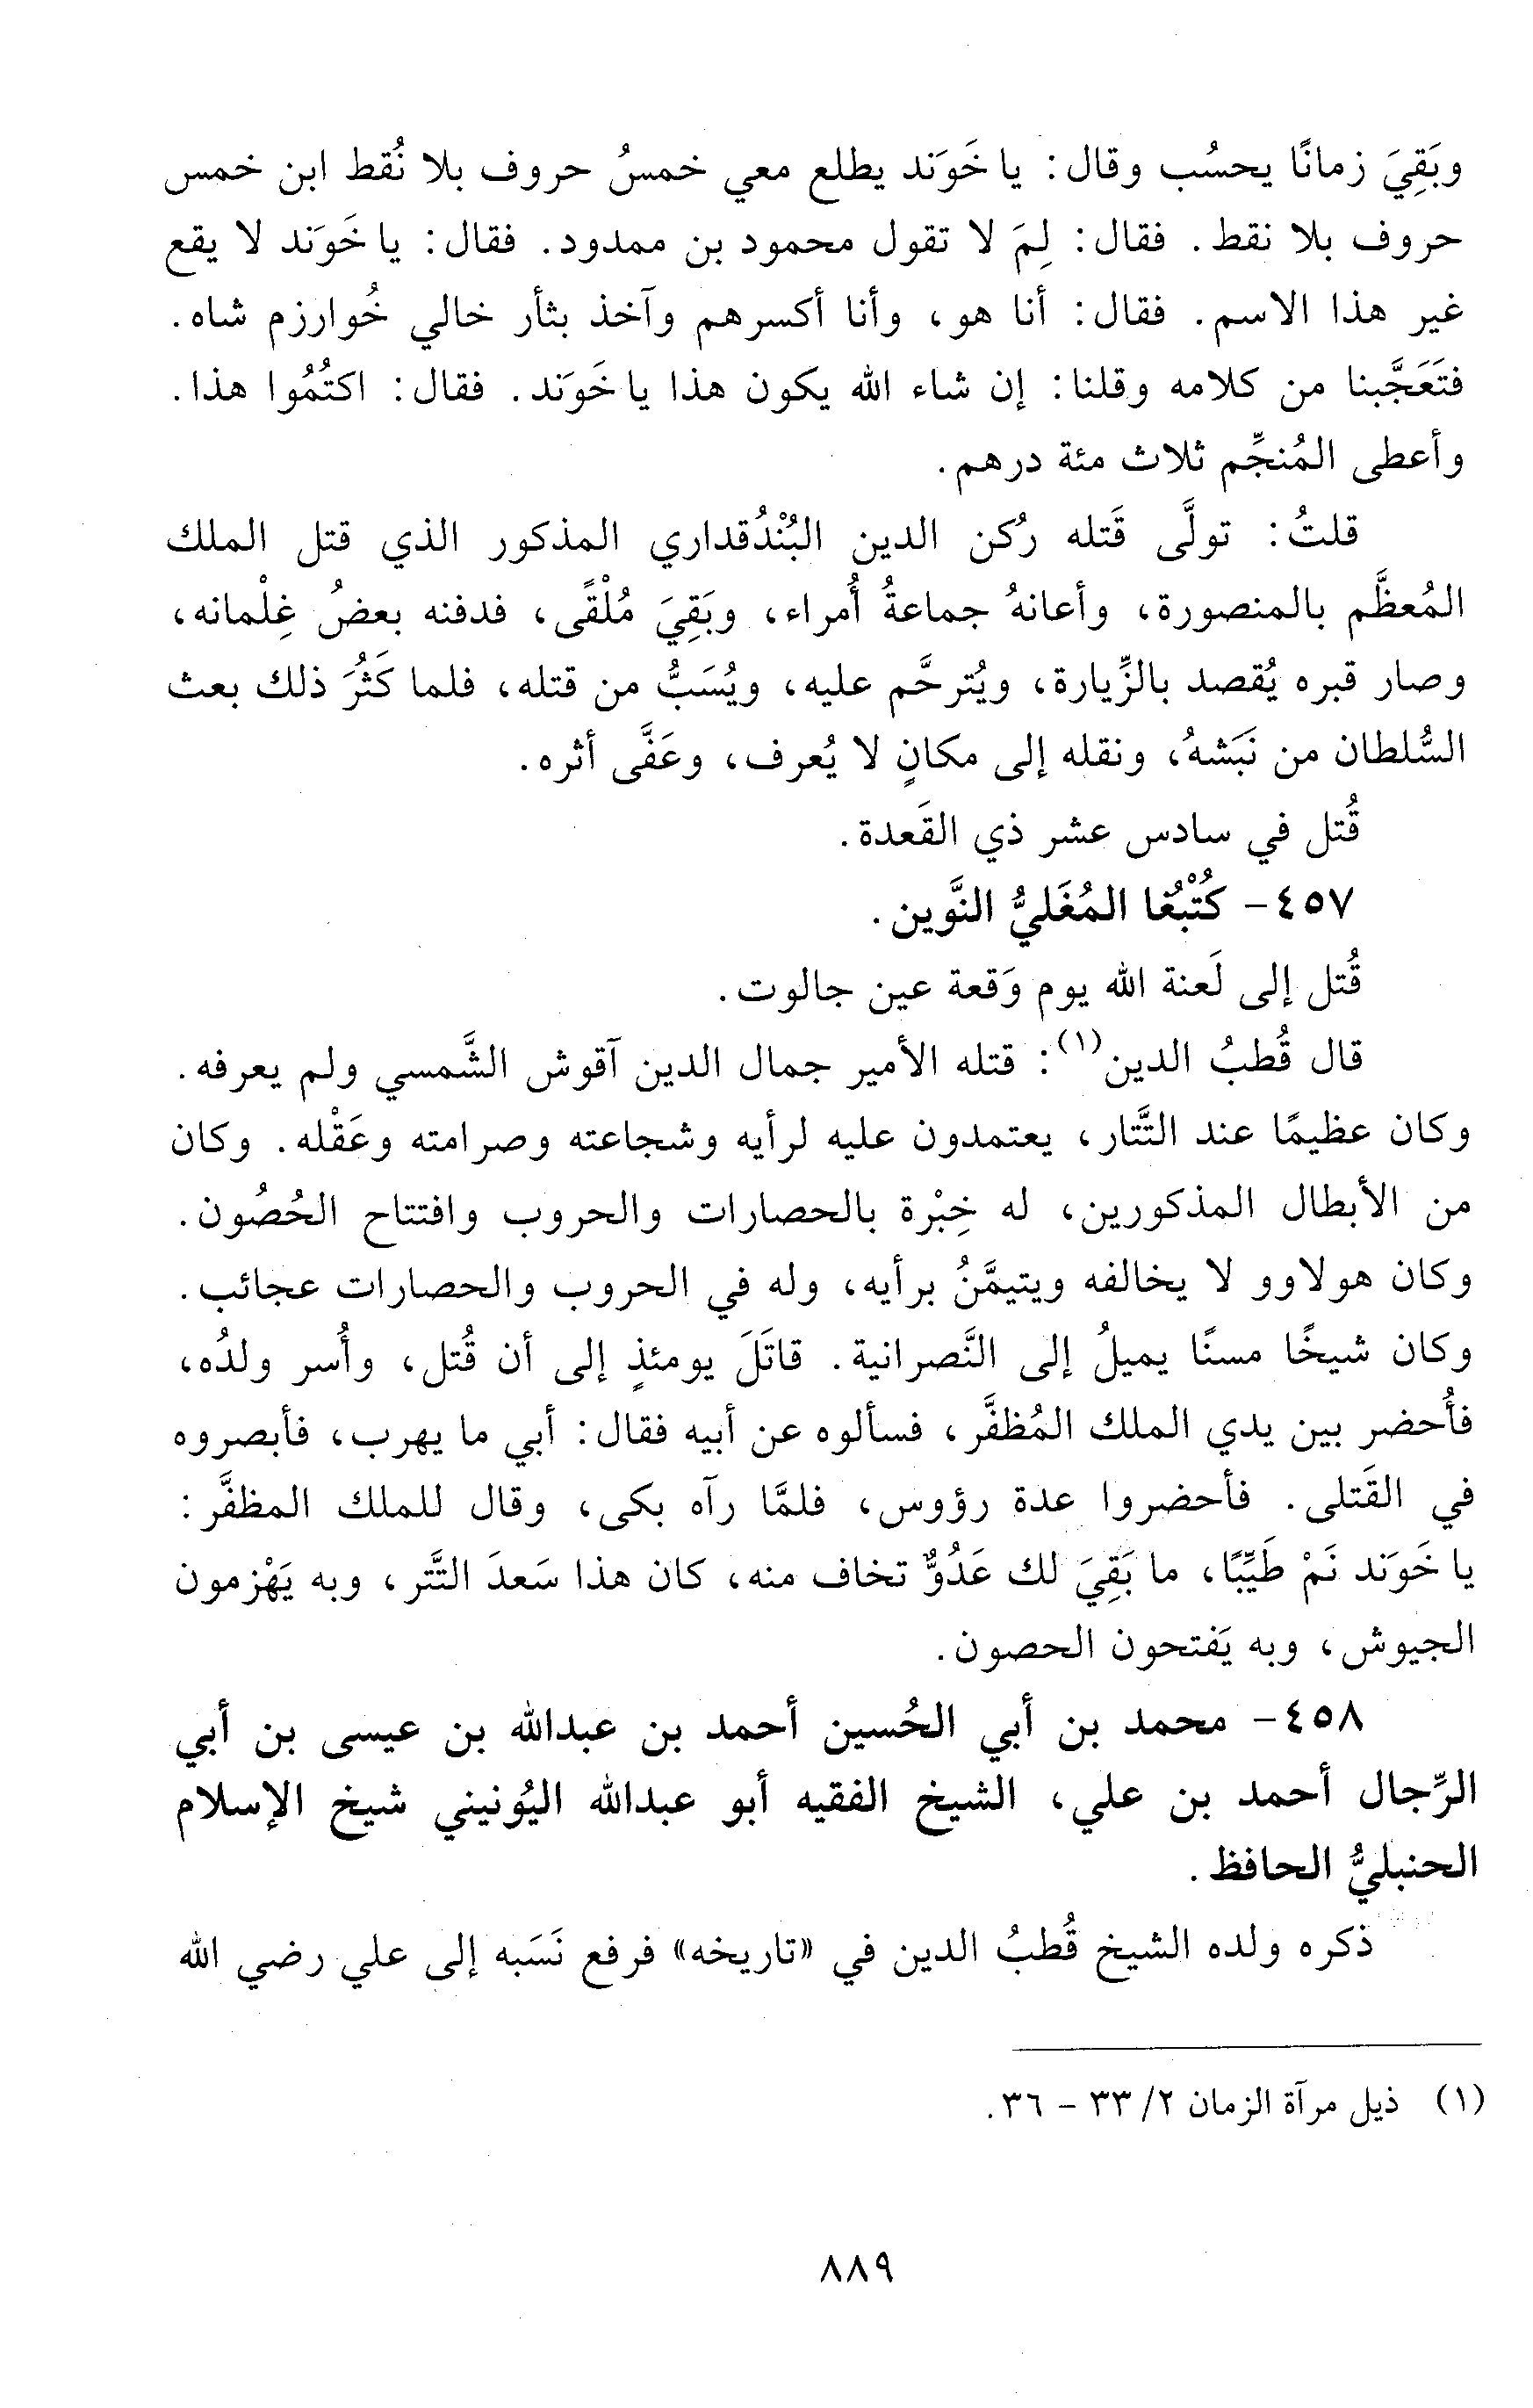 وبَقِيَ زمانًا يحسُب وقال: يا خَوَند يطلع معي خمسُ حروف بلا نُقط ابن خمس
حروف بلا نقط. فقال: لِمَ لا تقول محمود بن ممدود. فقال: يا خَوَند لا يقع
غير هذا الاسم. فقال: أنا هو، وأنا أكسرهم وآخذ بثأر خالي خُوارزم شاه.
فتَعَجَّبنا من كلامه وقلنا: إن شاء الله يكون هذا يا خَوَند. فقال: اكتُمُوا هذا.
وأعطى المُنجِّم ثلاث مئة درهم.
قلتُ: تولَّى قَتله رُكن الدين البُنْدُقداري المذكور الذي قتل الملك
المُعظَّم بالمنصورة، وأعانهُ جماعةُ أُمراء، وبَقِيَ مُلْقًى، فدفنه بعضُ غِلْمانه،
وصار قبره يُقصد بالزِّيارة، ويُترحَّم عليه، ويُسَبُّ من قتله، فلما كَثُرَ ذلك بعث
السُّلطان من نَبَشهُ، ونقله إلى مكانٍ لا يُعرف، وعَفَّى أثره.
قُتل في سادس عشر ذي القَعدة.
٤٥٧- كُتْبُغا المُغَليُّ النَّوين.
قُتل إلى لَعنة الله يوم وَقعة عين جالوت.
قال قُطبُ الدين(١): قتله الأمير جمال الدين آقوش الشَّمسي ولم يعرفه.
وكان عظيمًا عند التَّتار، يعتمدون عليه لرأيه وشجاعته وصرامته وعَقْله. وكان
من الأبطال المذكورين، له خِبْرة بالحصارات والحروب وافتتاح الحُصُون.
وكان هولاوو لا يخالفه ويتيمَّنُ برأيه، وله في الحروب والحصارات عجائب.
وكان شيخًا مسنًا يميلُ إلى النَّصرانية. قاتَلَ يومئذٍ إلى أن قُتل، وأُسر ولدُه،
فأُحضر بين يدي الملك المُظفَّر، فسألوه عن أبيه فقال: أبي ما يهرب، فأبصروه
في القَتلى. فأحضروا عدة رؤوس، فلمَّا رآه بكى، وقال للملك المظفَّر:
يا خَوَند نَمْ طَيِّبًا، ما بَقِيَ لك عَدُوٌّ تخاف منه، كان هذا سَعدَ التَّتر، وبه يَهْزمون
الجيوش، وبه يَفتحون الحصون.
٤٥٨- محمد بن أبي الحُسين أحمد بن عبدالله بن عيسى بن أبي
الرِّجال أحمد بن علي، الشيخ الفقيه أبو عبدالله اليُونيني شيخ الإسلام
الحنبليُّ الحافظ.
ذكره ولده الشيخ قُطبُ الدين في «تاريخه» فرفع نَسَبه إلى علي رضي الله
(١) ذيل مرآة الزمان ٢/ ٣٣ - ٣٦.
٨٨٩